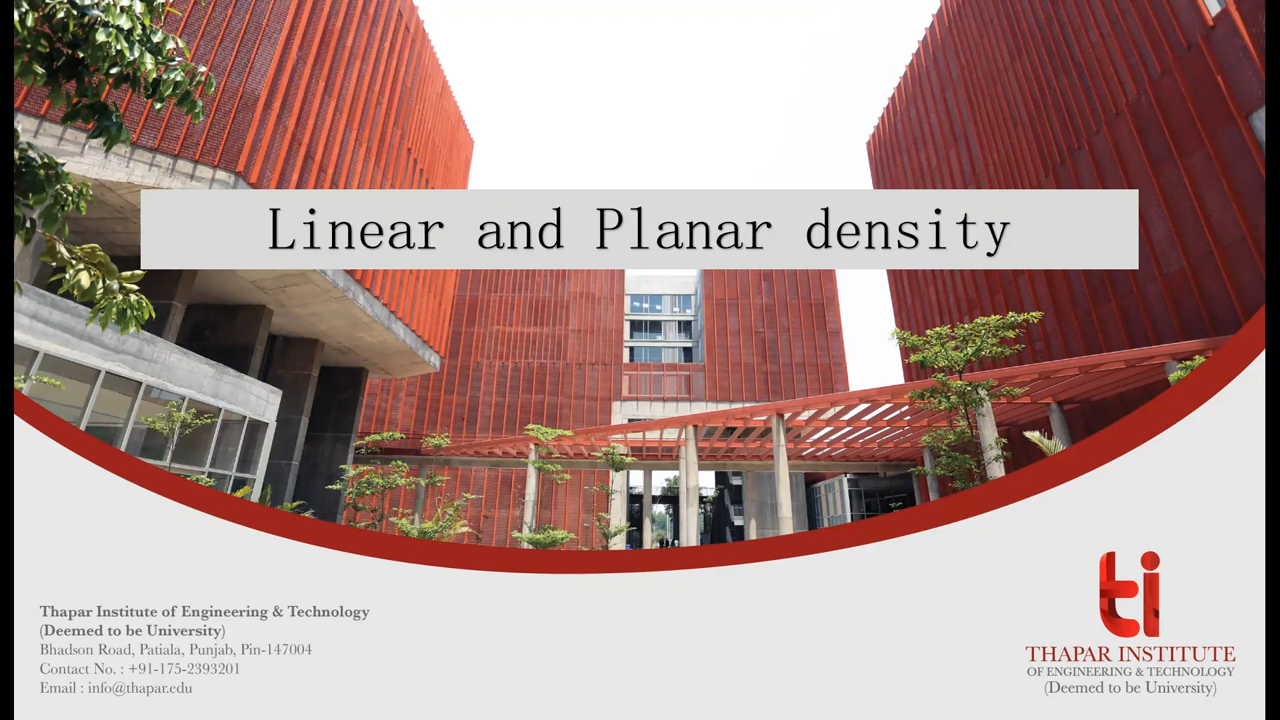 Linear and Planar density
Thapar Institute of Engineering & Technology
(Deemed to be University)
Bhadson Road, Patiala, Punjab, Pin-147004
Contact No. : +91-175-2393201
Email : info@thapar.edu
ti
THAPAR INSTITUTE
OF ENGINEERING & TECHNOLOGY
(Deemed to be University)